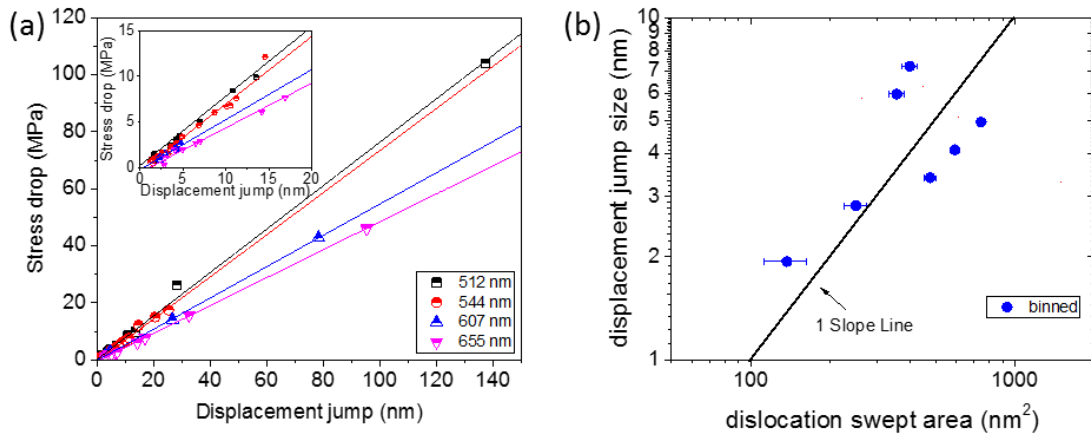 (a)
Stress drop (MPa)
120
100
80
60
40
20
0
0 20 40 60 80 100 120 140
Displacement jump (nm)
Stress drop (MPa)
15
10
5
0
0 5 10 15 20
Displacement jump (nm)
512 nm
544 nm
607 nm
655 nm
(b)
displacement jump size (nm)
10
9
8
7
6
5
4
3
2
1
1 Slope Line
binned
100 1000
dislocation swept area (nm²)